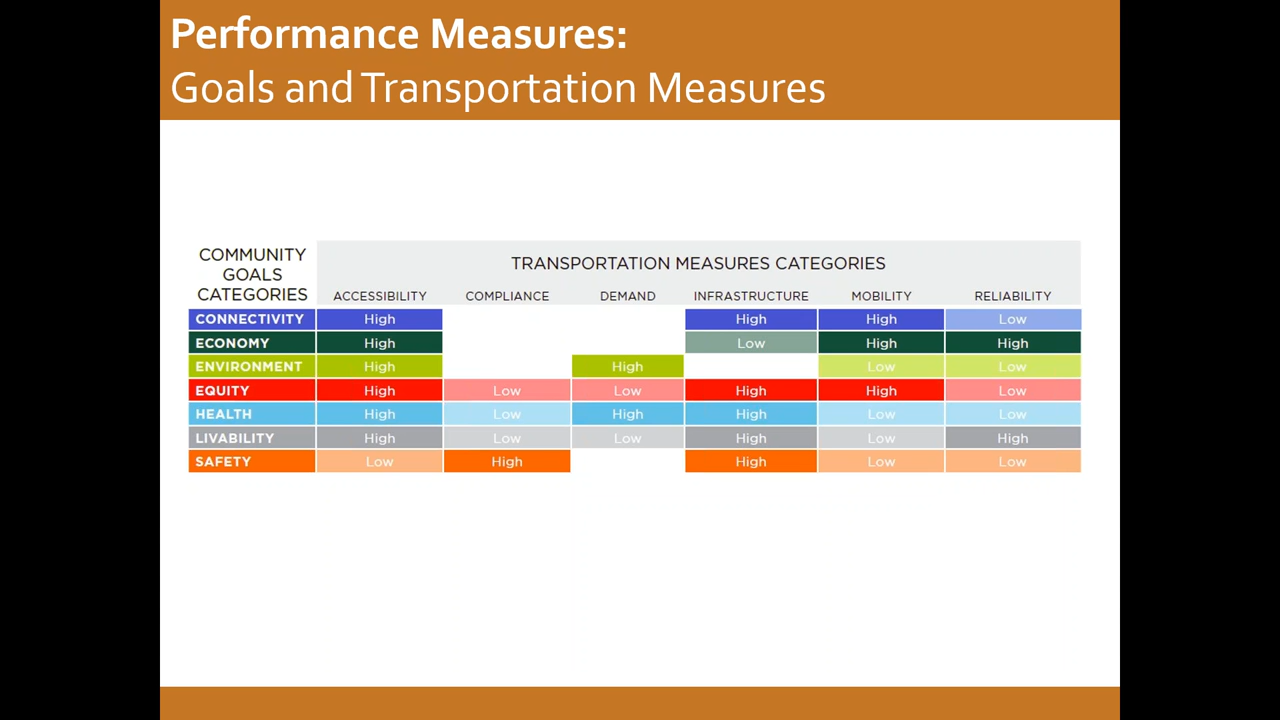 Performance Measures:
Goals and Transportation Measures
COMMUNITY
GOALS
CATEGORIES
TRANSPORTATION MEASURES CATEGORIES
ACCESSIBILITY COMPLIANCE DEMAND INFRASTRUCTURE MOBILITY RELIABILITY
CONNECTIVITY High High High Low
ECONOMY High Low High High
ENVIRONMENT High High Low Low
EQUITY High Low Low High High Low
HEALTH High Low High High Low Low
LIVABILITY High Low Low High Low High
SAFETY Low High High Low Low